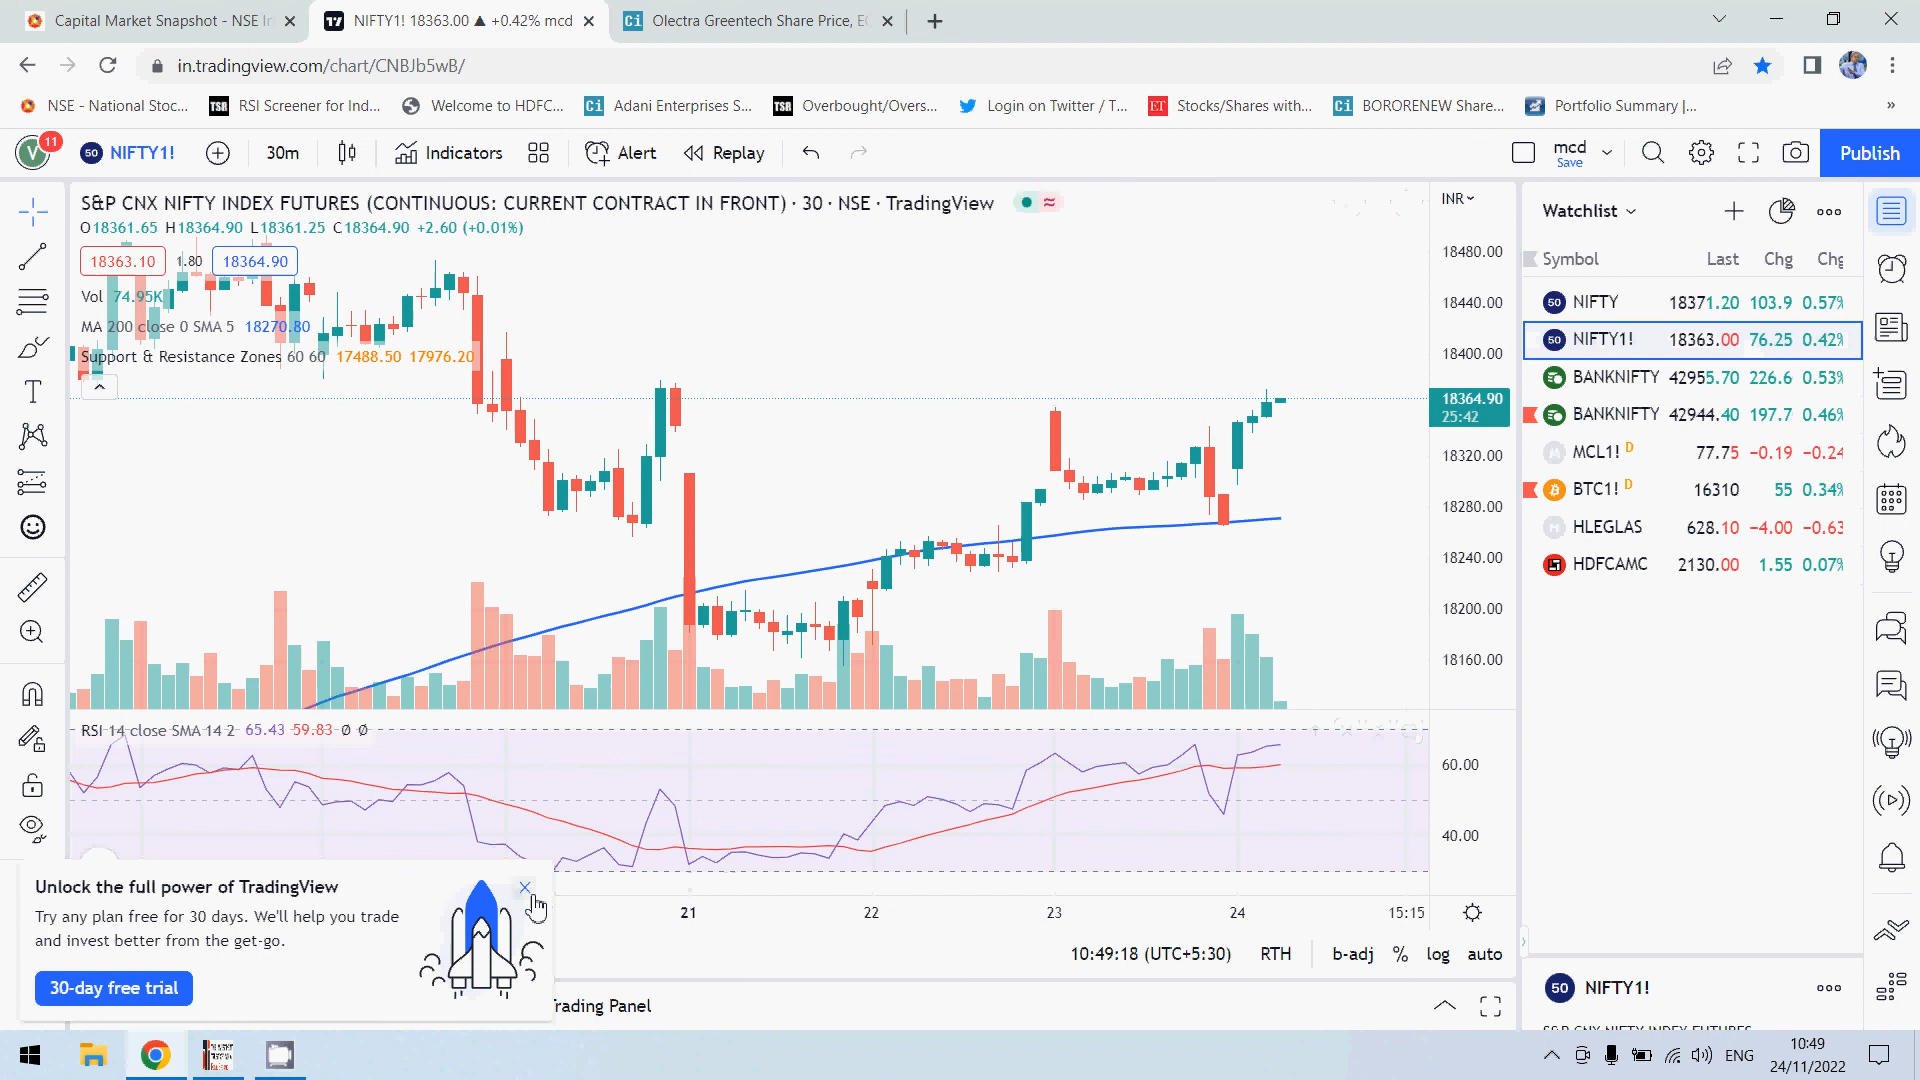 Capital Market Snapshot - NSE In
NIFTY1! 18363.00 ▲ +0.42% mcd
Olectra Greentech Share Price, EQ
in.tradingview.com/chart/CNBJb5wB/
NSE - National Stoc...
RSI Screener for Ind...
Welcome to HDFC...
Adani Enterprises S...
Overbought/Overs...
Login on Twitter / T...
Stocks/Shares with...
BORORENEW Share...
Portfolio Summary |...
»
V 11
50 NIFTY1!
30m
Indicators
Alert
Replay
mcd
Save
Publish
S&P CNX NIFTY INDEX FUTURES (CONTINUOUS: CURRENT CONTRACT IN FRONT) · 30 · NSE · TradingView
O18361.65 H18364.90 L18361.25 C18364.90 +2.60 (+0.01%)
18363.10 1.80 18364.90
Vol 74.95K
MA 200 close 0 SMA 5 18270.80
Support & Resistance Zones 60 60 17488.50 17976.20
INR
18480.00
18440.00
18400.00
18364.90
25:42
18320.00
18280.00
18240.00
18200.00
18160.00
RSI 14 close SMA 14 2 65.43 59.83 Ø Ø
60.00
40.00
21 22 23 24 15:15
10:49:18 (UTC+5:30) RTH b-adj % log auto
Unlock the full power of TradingView
Try any plan free for 30 days. We'll help you trade
and invest better from the get-go.
30-day free trial
Trading Panel
Watchlist
Symbol Last Chg Chg
50 NIFTY 18371.20 103.9 0.57%
50 NIFTY1! 18363.00 76.25 0.42%
BANKNIFTY 42955.70 226.6 0.53%
BANKNIFTY 42944.40 197.7 0.46%
MCL1! D 77.75 −0.19 −0.24
BTC1! D 16310 55 0.34%
HLEGLAS 628.10 −4.00 −0.63
HDFCAMC 2130.00 1.55 0.07%
50 NIFTY1!
S&P CNX NIFTY INDEX FUTURES
ENG
10:49
24/11/2022